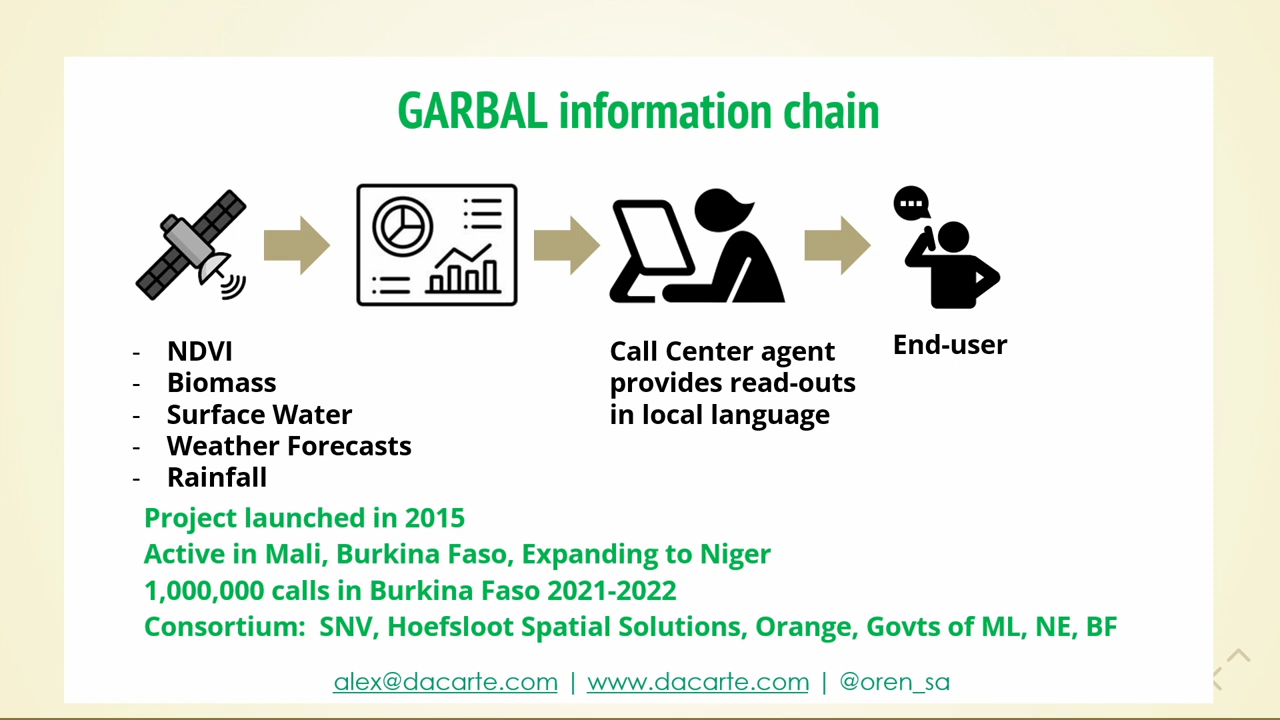 GARBAL information chain
- NDVI
- Biomass
- Surface Water
- Weather Forecasts
- Rainfall
Call Center agent
provides read-outs
in local language
End-user
Project launched in 2015
Active in Mali, Burkina Faso, Expanding to Niger
1,000,000 calls in Burkina Faso 2021-2022
Consortium:  SNV, Hoefsloot Spatial Solutions, Orange, Govts of ML, NE, BF
alex@dacarte.com | www.dacarte.com | @oren_sa